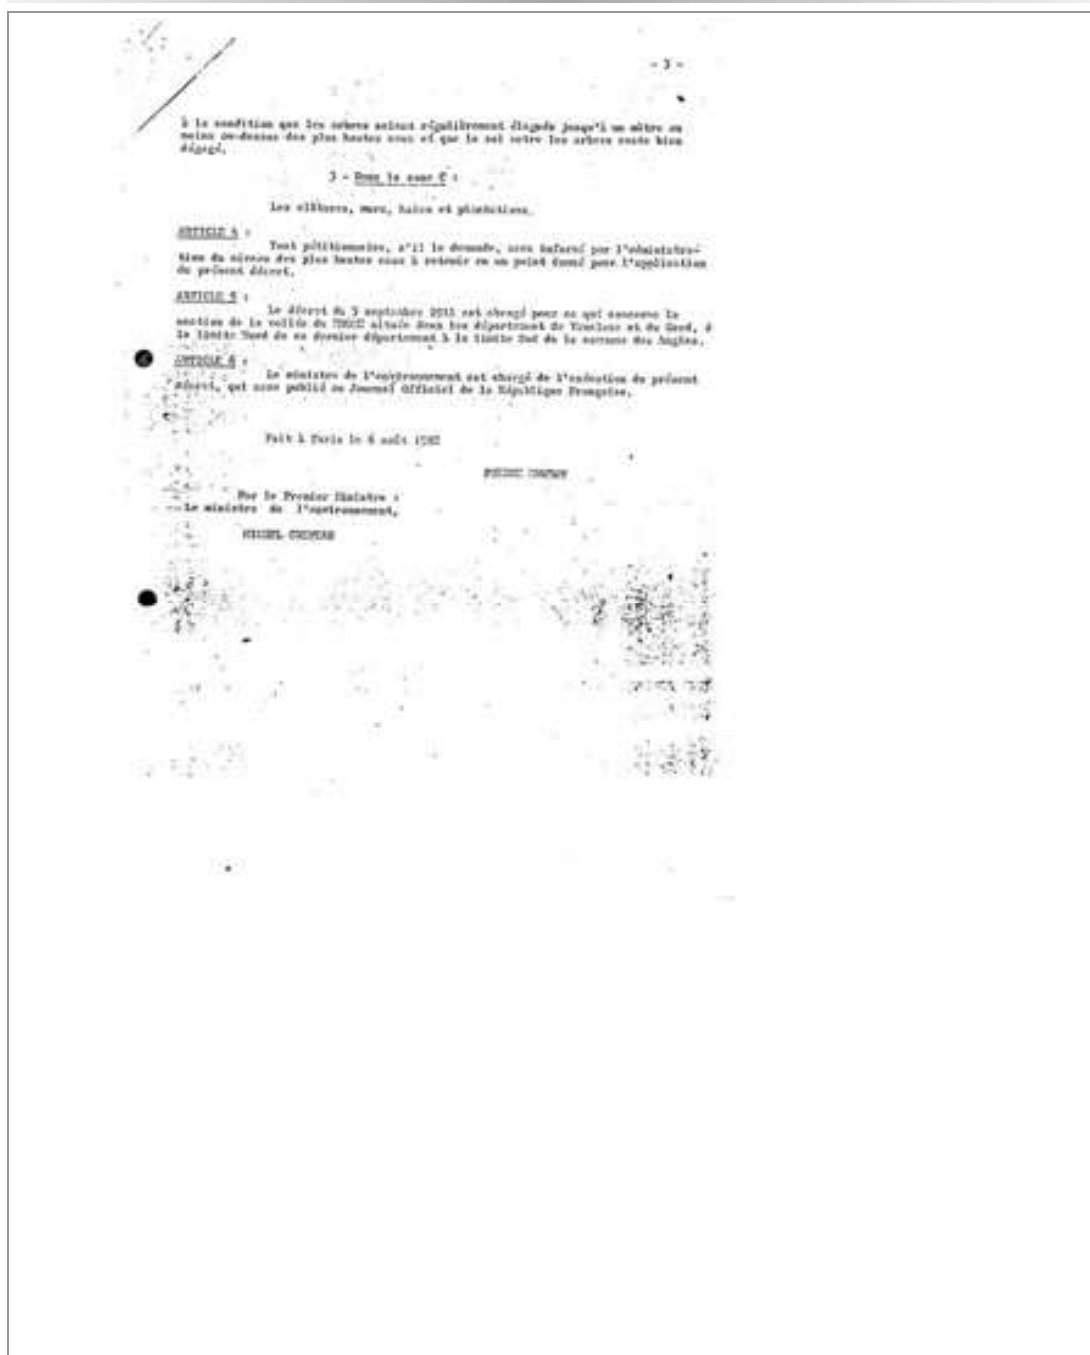 - 3 -
à la condition que les arbres soient régulièrement élagués jusqu'à un mètre au
moins au-dessus des plus hautes eaux et que le sol entre les arbres reste bien
dégagé.
3 - Dans la zone C :
Les clôtures, murs, haies et plantations.
ARTICLE 4 :
Tout pétitionnaire, s'il le demande, sera informé par l'administra-
tion du niveau des plus hautes eaux à retenir en un point donné pour l'application
du présent décret.
ARTICLE 5 :
Le décret du 3 septembre 1911 est abrogé pour ce qui concerne la
section de la vallée du située dans les départements de Vaucluse et du Gard, de
la limite Nord de ce dernier département à la limite Sud de la commune des Angles.
ARTICLE 6 :
Le ministre de l'environnement est chargé de l'exécution du présent
décret, qui sera publié au Journal Officiel de la République Française.
Fait à Paris le 6 août 1982
Par le Premier Ministre :
Le ministre de l'environnement,
MICHEL CREPEAU